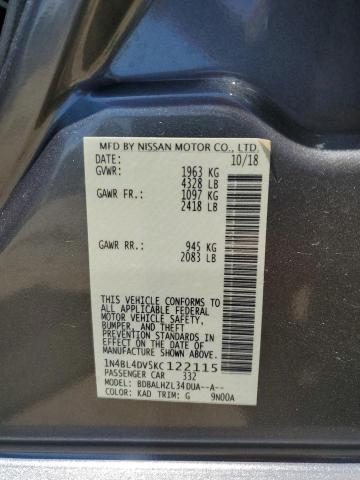 MFD BY NISSAN MOTOR CO., LTD.
DATE: 10/18
GVWR: 1963 KG
4328 LB
GAWR FR.: 1097 KG
2418 LB
GAWR RR.: 945 KG
2083 LB
THIS VEHICLE CONFORMS TO
ALL APPLICABLE FEDERAL
MOTOR VEHICLE SAFETY,
BUMPER, AND THEFT
PREVENTION STANDARDS
IN EFFECT ON THE DATE OF
MANUFACTURE SHOWN ABOVE.
1N4BL4DV5KC122115
PASSENGER CAR 332
MODEL: BDBALHZL34DUA--A--
COLOR: KAD TRIM: G 9N00A